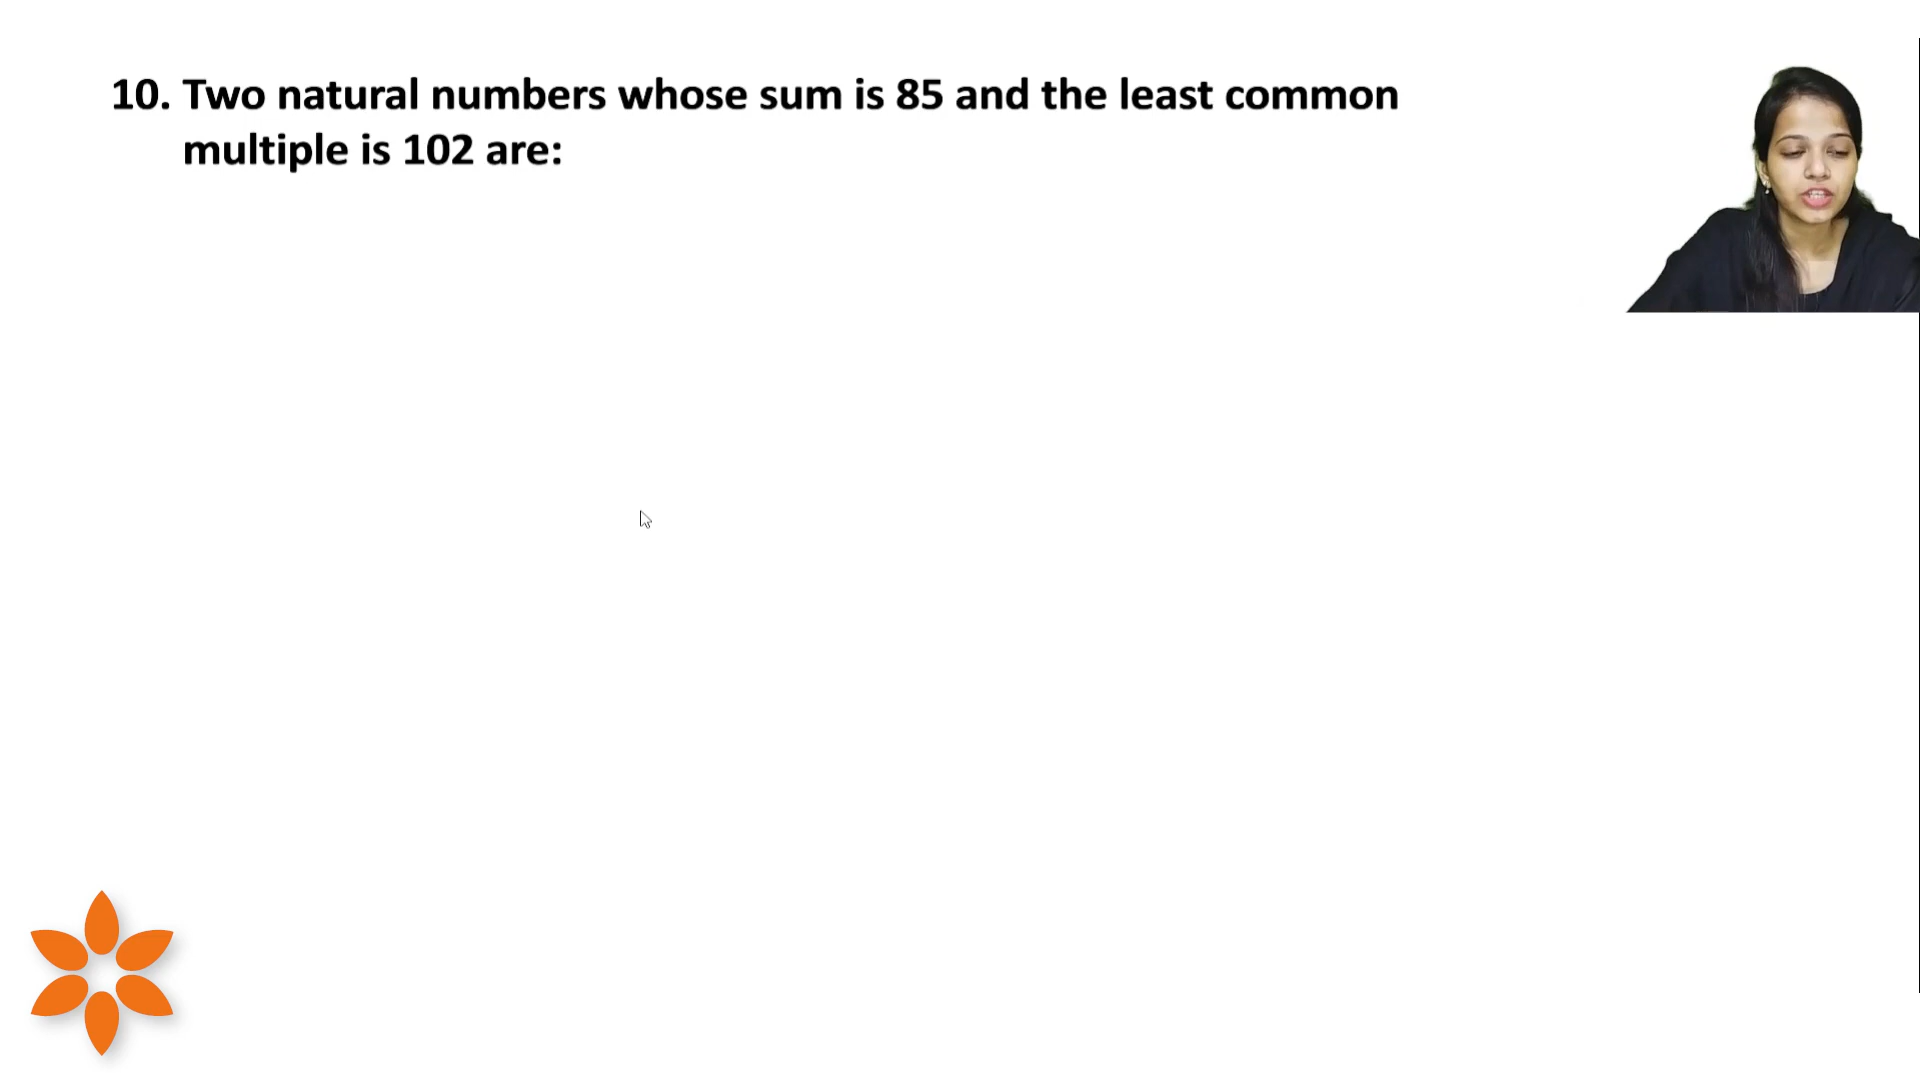 10. Two natural numbers whose sum is 85 and the least common
multiple is 102 are: